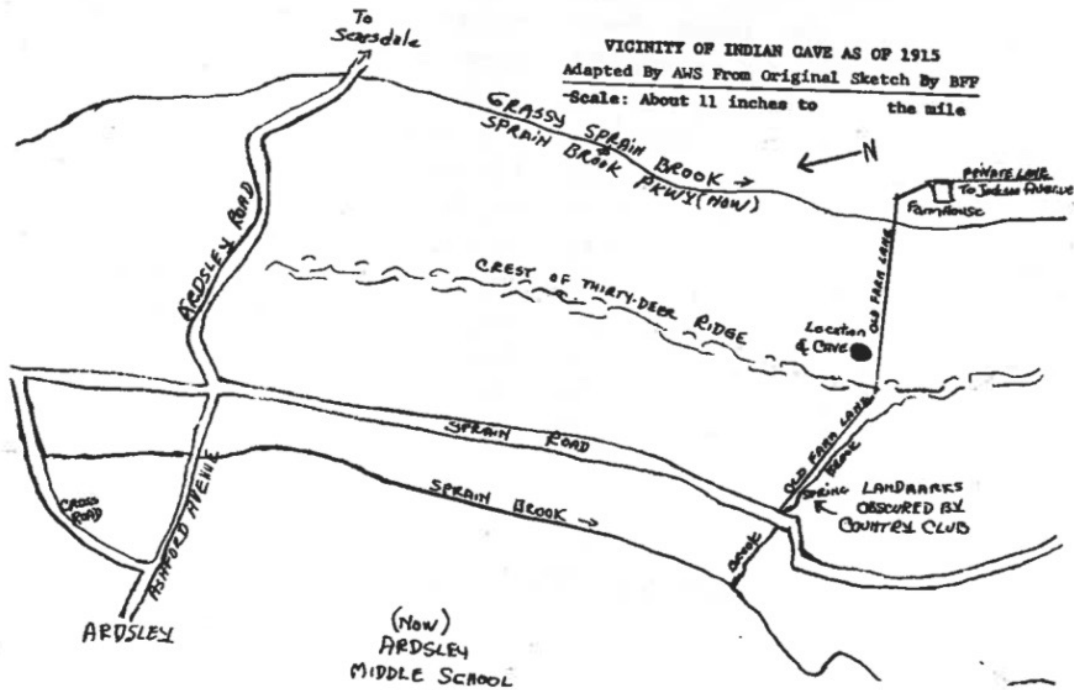 To
Scarsdale
VICINITY OF INDIAN CAVE AS OF 1915
Adapted By AWS From Original Sketch By BFF
Scale: About 11 inches to the mile
GRASSY SPRAIN BROOK →
SPRAIN BROOK PKWY (NOW)
N
PRIVATE LANE
To Jackson Avenue
FarmHouse
OLD FARM LANE
ARDSLEY ROAD
CREST OF THIRTY-DEER RIDGE
Location
of CAVE
SPRAIN ROAD
OLD FARM LANE
BROOK
SPRING LANDMARKS
OBSCURED BY
COUNTRY CLUB
SPRAIN BROOK →
BROOK
CROSS
ROAD
ASHFORD AVENUE
ARDSLEY
(NOW)
ARDSLEY
MIDDLE SCHOOL